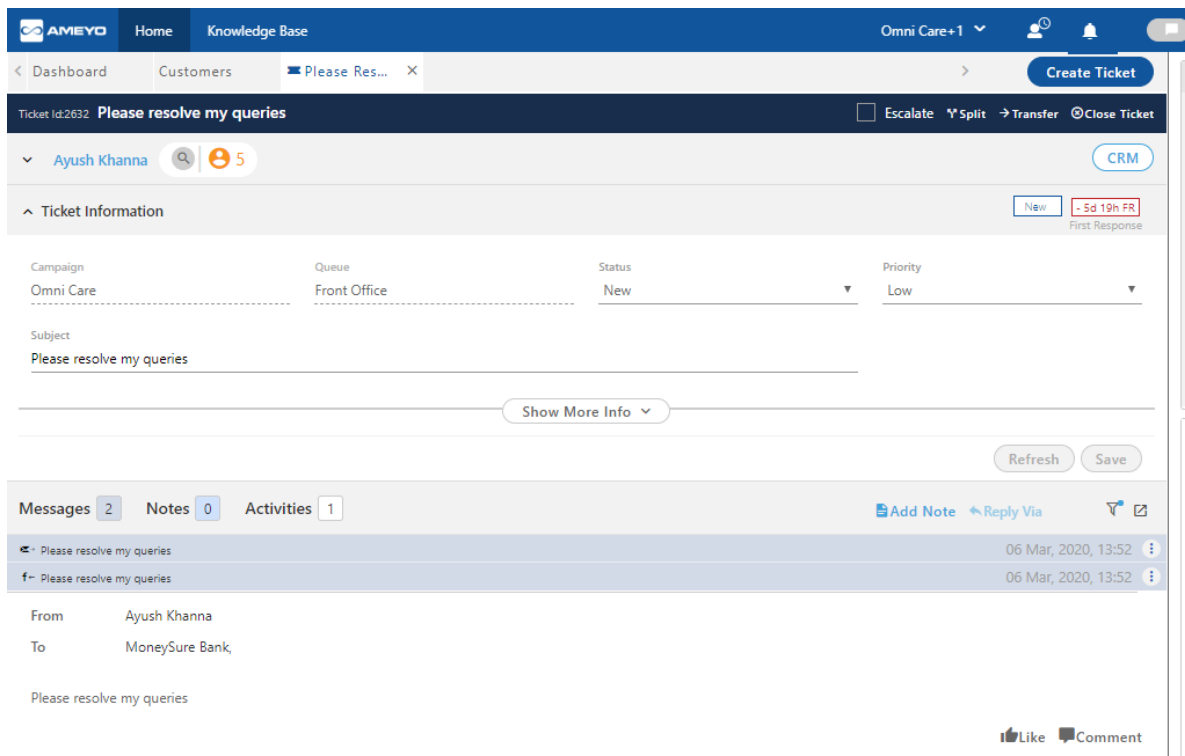 AMEYO Home Knowledge Base Omni Care+1
Dashboard Customers Please Res... Create Ticket
Ticket Id:2632 Please resolve my queries Escalate Split Transfer Close Ticket
Ayush Khanna 5 CRM
Ticket Information New - 5d 19h FR
First Response
Campaign Queue Status Priority
Omni Care Front Office New Low
Subject
Please resolve my queries
Show More Info
Refresh Save
Messages 2 Notes 0 Activities 1 Add Note Reply Via
Please resolve my queries 06 Mar, 2020, 13:52
f Please resolve my queries 06 Mar, 2020, 13:52
From Ayush Khanna
To MoneySure Bank,
Please resolve my queries
Like Comment